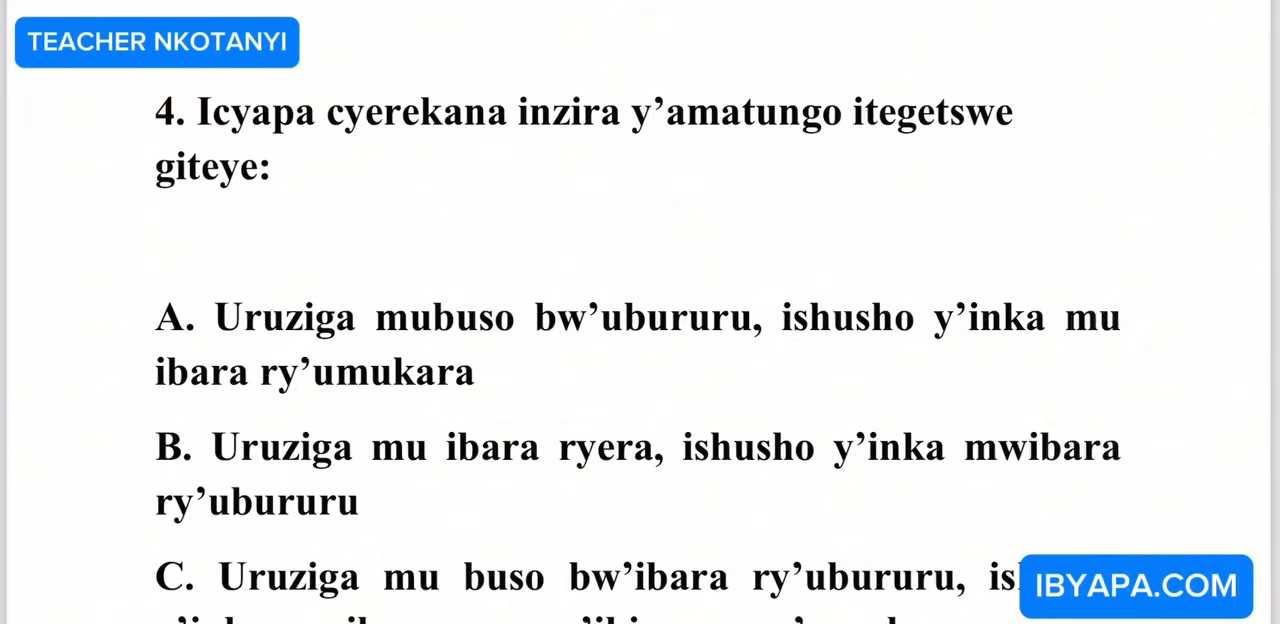 TEACHER NKOTANYI
4. Icyapa cyerekana inzira y’amatungo itegetswe
giteye:
A. Uruziga mubuso bw’ubururu, ishusho y’inka mu
ibara ry’umukara
B. Uruziga mu ibara ryera, ishusho y’inka mwibara
ry’ubururu
C. Uruziga mu buso bw’ibara ry’ubururu,
IBYAPA.COM